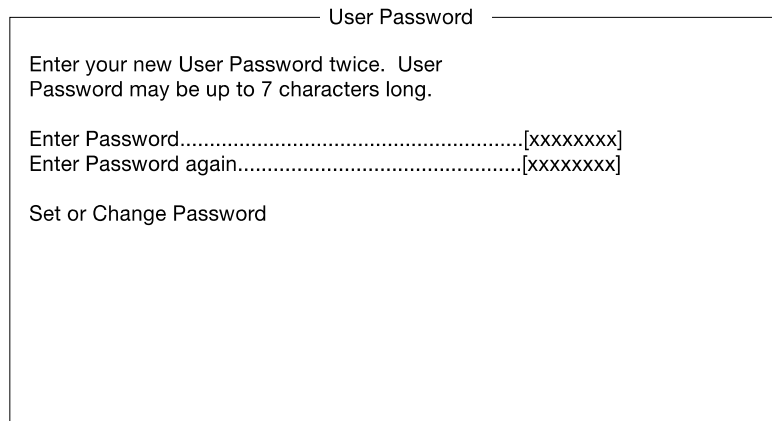 User Password
Enter your new User Password twice.  User
Password may be up to 7 characters long.
Enter Password..........................................................[xxxxxxxx]
Enter Password again................................................[xxxxxxxx]
Set or Change Password